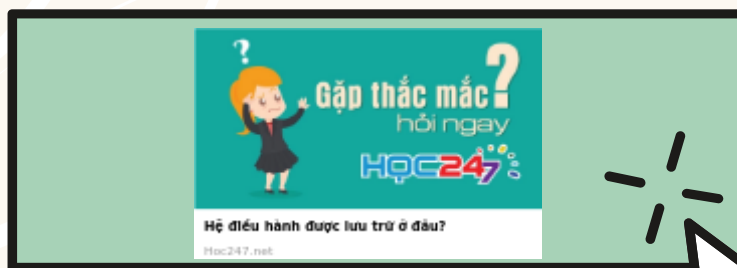 ?
Gặp thắc mắc?
hỏi ngay
HỌC247
Hệ điều hành được lưu trữ ở đâu?
Hoc247.net